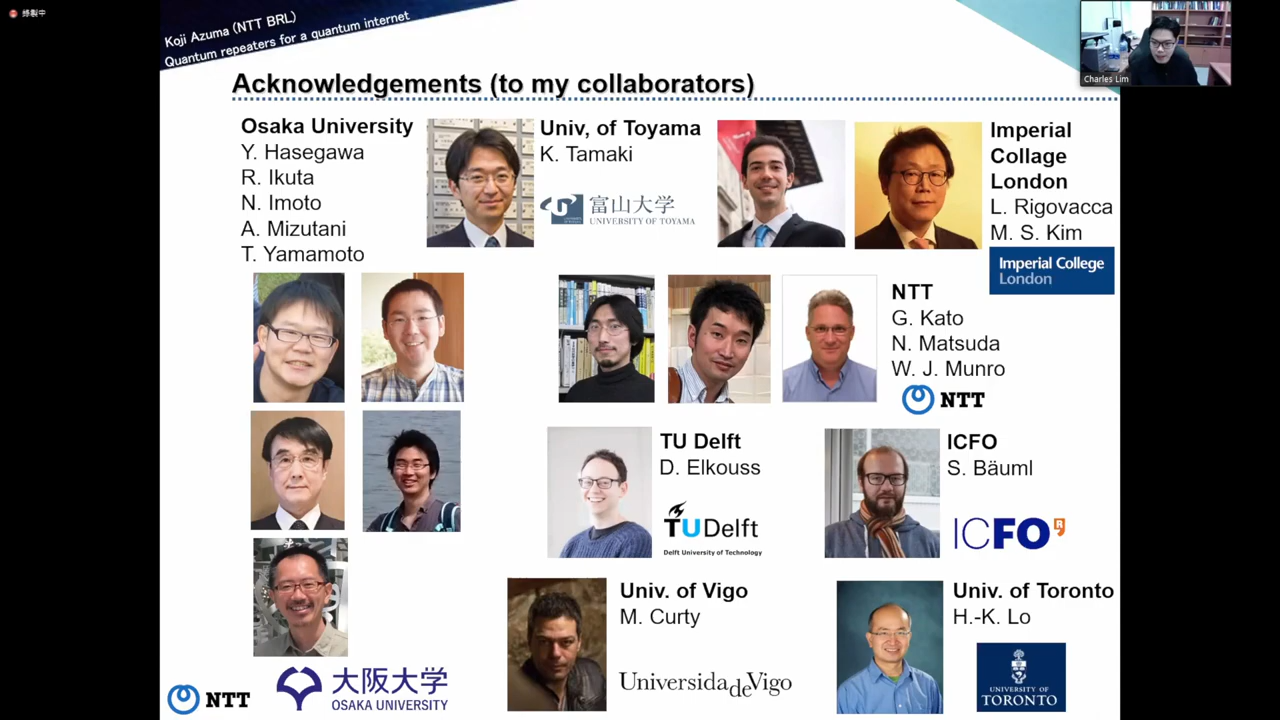 錄製中
Koji Azuma (NTT BRL)
Quantum repeaters for a quantum internet
Charles Lim
Acknowledgements (to my collaborators)
Osaka University
Y. Hasegawa
R. Ikuta
N. Imoto
A. Mizutani
T. Yamamoto
Univ, of Toyama
K. Tamaki
富山大学
UNIVERSITY OF TOYAMA
Imperial
Collage
London
L. Rigovacca
M. S. Kim
Imperial College
London
NTT
G. Kato
N. Matsuda
W. J. Munro
NTT
TU Delft
D. Elkouss
TUDelft
Delft University of Technology
ICFO
S. Bäuml
ICFO
Univ. of Vigo
M. Curty
UniversidadeVigo
Univ. of Toronto
H.-K. Lo
UNIVERSITY OF
TORONTO
NTT
大阪大学
OSAKA UNIVERSITY